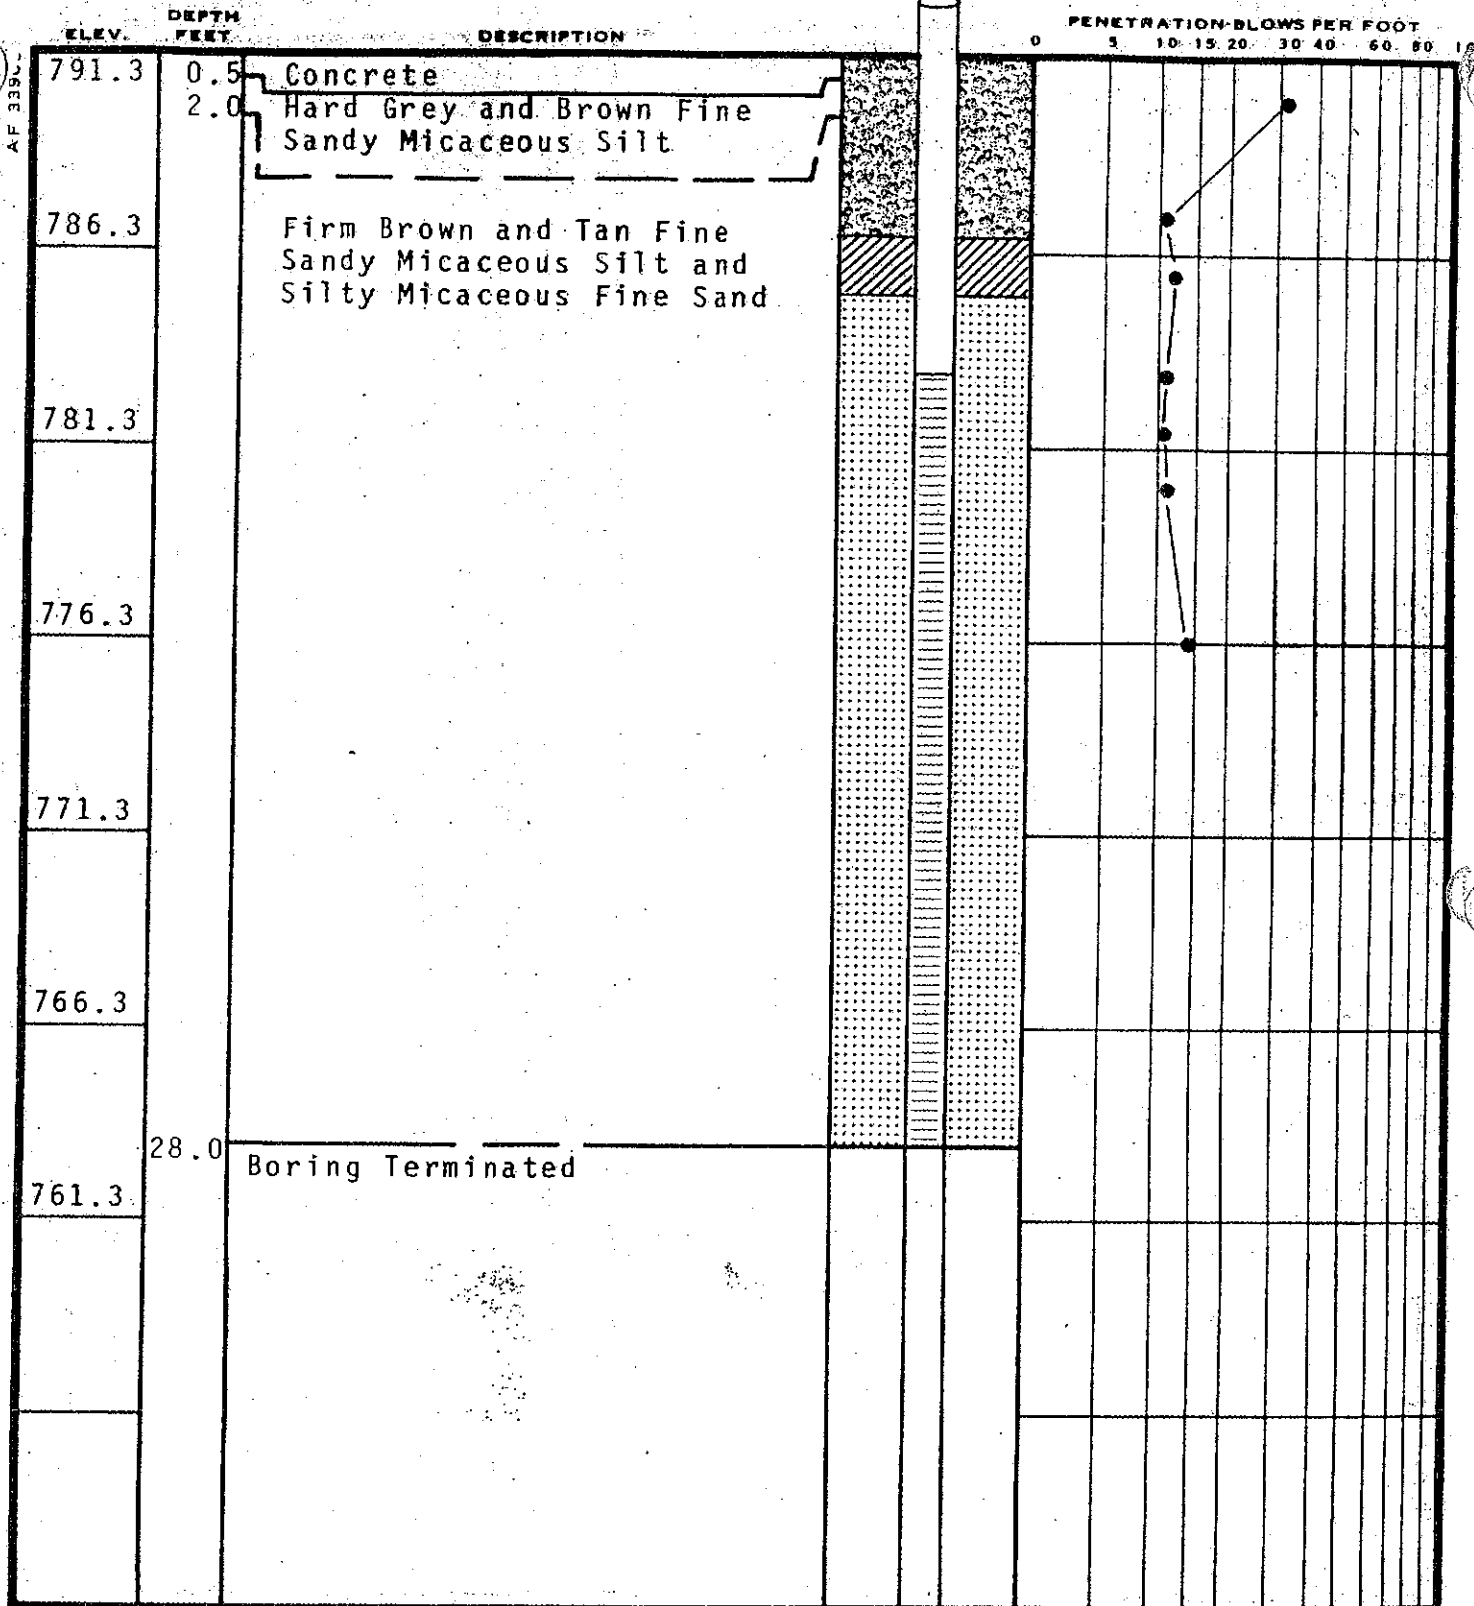 DEPTH
ELEV. FEET DESCRIPTION PENETRATION-BLOWS PER FOOT
0 5 10 15 20 30 40 60 80
791.3 0.5 Concrete
2.0 Hard Grey and Brown Fine
Sandy Micaceous Silt
786.3 Firm Brown and Tan Fine
Sandy Micaceous Silt and
Silty Micaceous Fine Sand
781.3
776.3
771.3
766.3
28.0
Boring Terminated
761.3